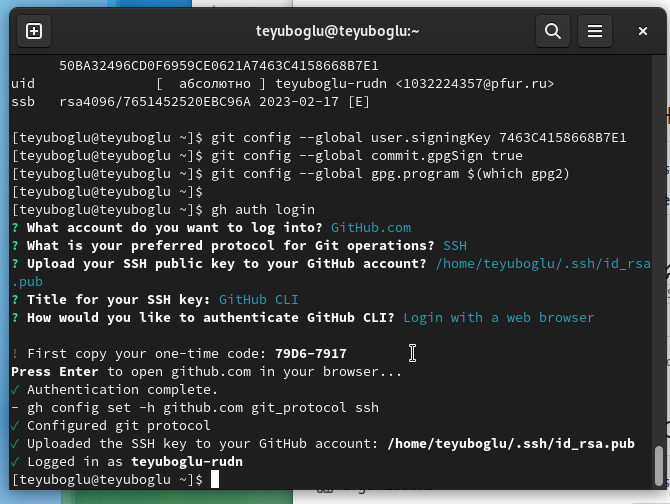 teyuboglu@teyuboglu:~
50BA32496CD0F6959CE0621A7463C4158668B7E1
uid [ абсолютно ] teyuboglu-rudn <1032224357@pfur.ru>
ssb rsa4096/7651452520EBC96A 2023-02-17 [E]
[teyuboglu@teyuboglu ~]$ git config --global user.signingKey 7463C4158668B7E1
[teyuboglu@teyuboglu ~]$ git config --global commit.gpgSign true
[teyuboglu@teyuboglu ~]$ git config --global gpg.program $(which gpg2)
[teyuboglu@teyuboglu ~]$
[teyuboglu@teyuboglu ~]$ gh auth login
? What account do you want to log into? GitHub.com
? What is your preferred protocol for Git operations? SSH
? Upload your SSH public key to your GitHub account? /home/teyuboglu/.ssh/id_rsa
.pub
? Title for your SSH key: GitHub CLI
? How would you like to authenticate GitHub CLI? Login with a web browser
! First copy your one-time code: 79D6-7917
Press Enter to open github.com in your browser...
✓ Authentication complete.
- gh config set -h github.com git_protocol ssh
✓ Configured git protocol
✓ Uploaded the SSH key to your GitHub account: /home/teyuboglu/.ssh/id_rsa.pub
✓ Logged in as teyuboglu-rudn
[teyuboglu@teyuboglu ~]$